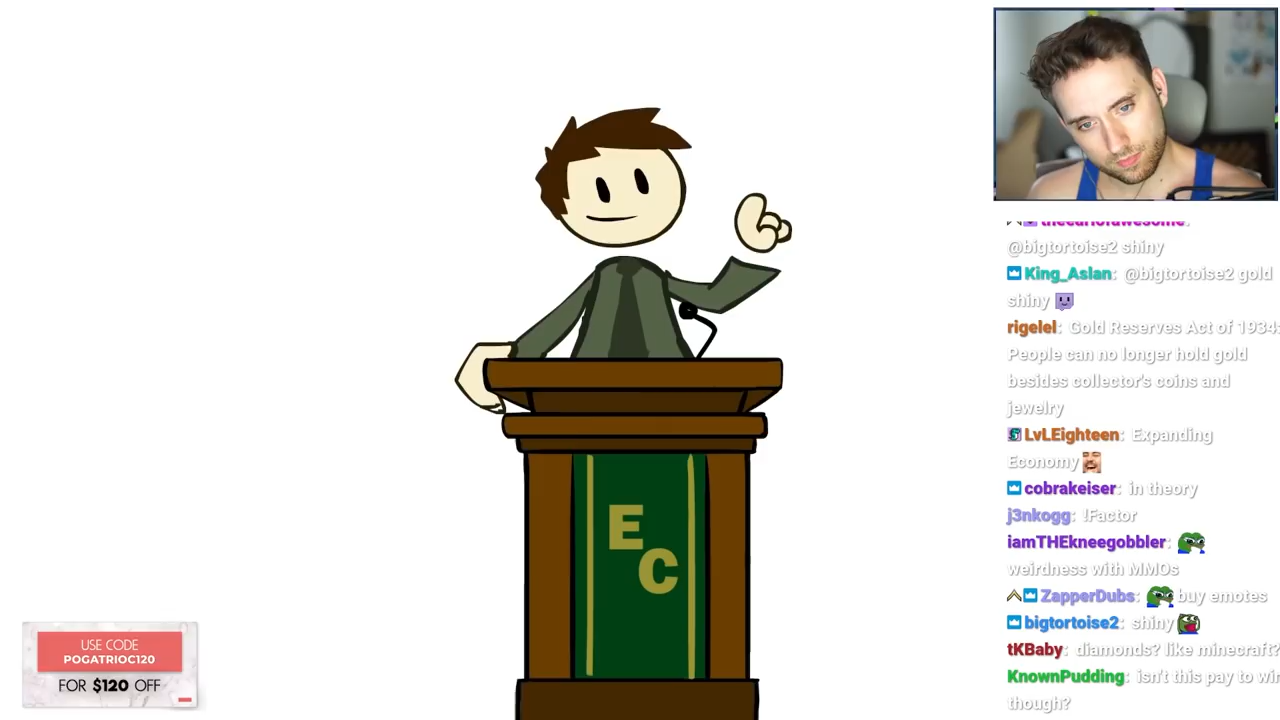 E
C
USE CODE
POGATRIOC120
FOR $120 OFF
@bigtortoise2 shiny
King_Aslan: @bigtortoise2 gold
shiny
rigelel: Gold Reserves Act of 1934:
People can no longer hold gold
besides collector's coins and
jewelry
LvLEighteen: Expanding
Economy
cobrakeiser: in theory
j3nkogg: !Factor
iamTHEkneegobbler:
weirdness with MMOs
ZapperDubs: buy emotes
bigtortoise2: shiny
tKBaby: diamonds? like minecraft?
KnownPudding: isn't this pay to win
though?